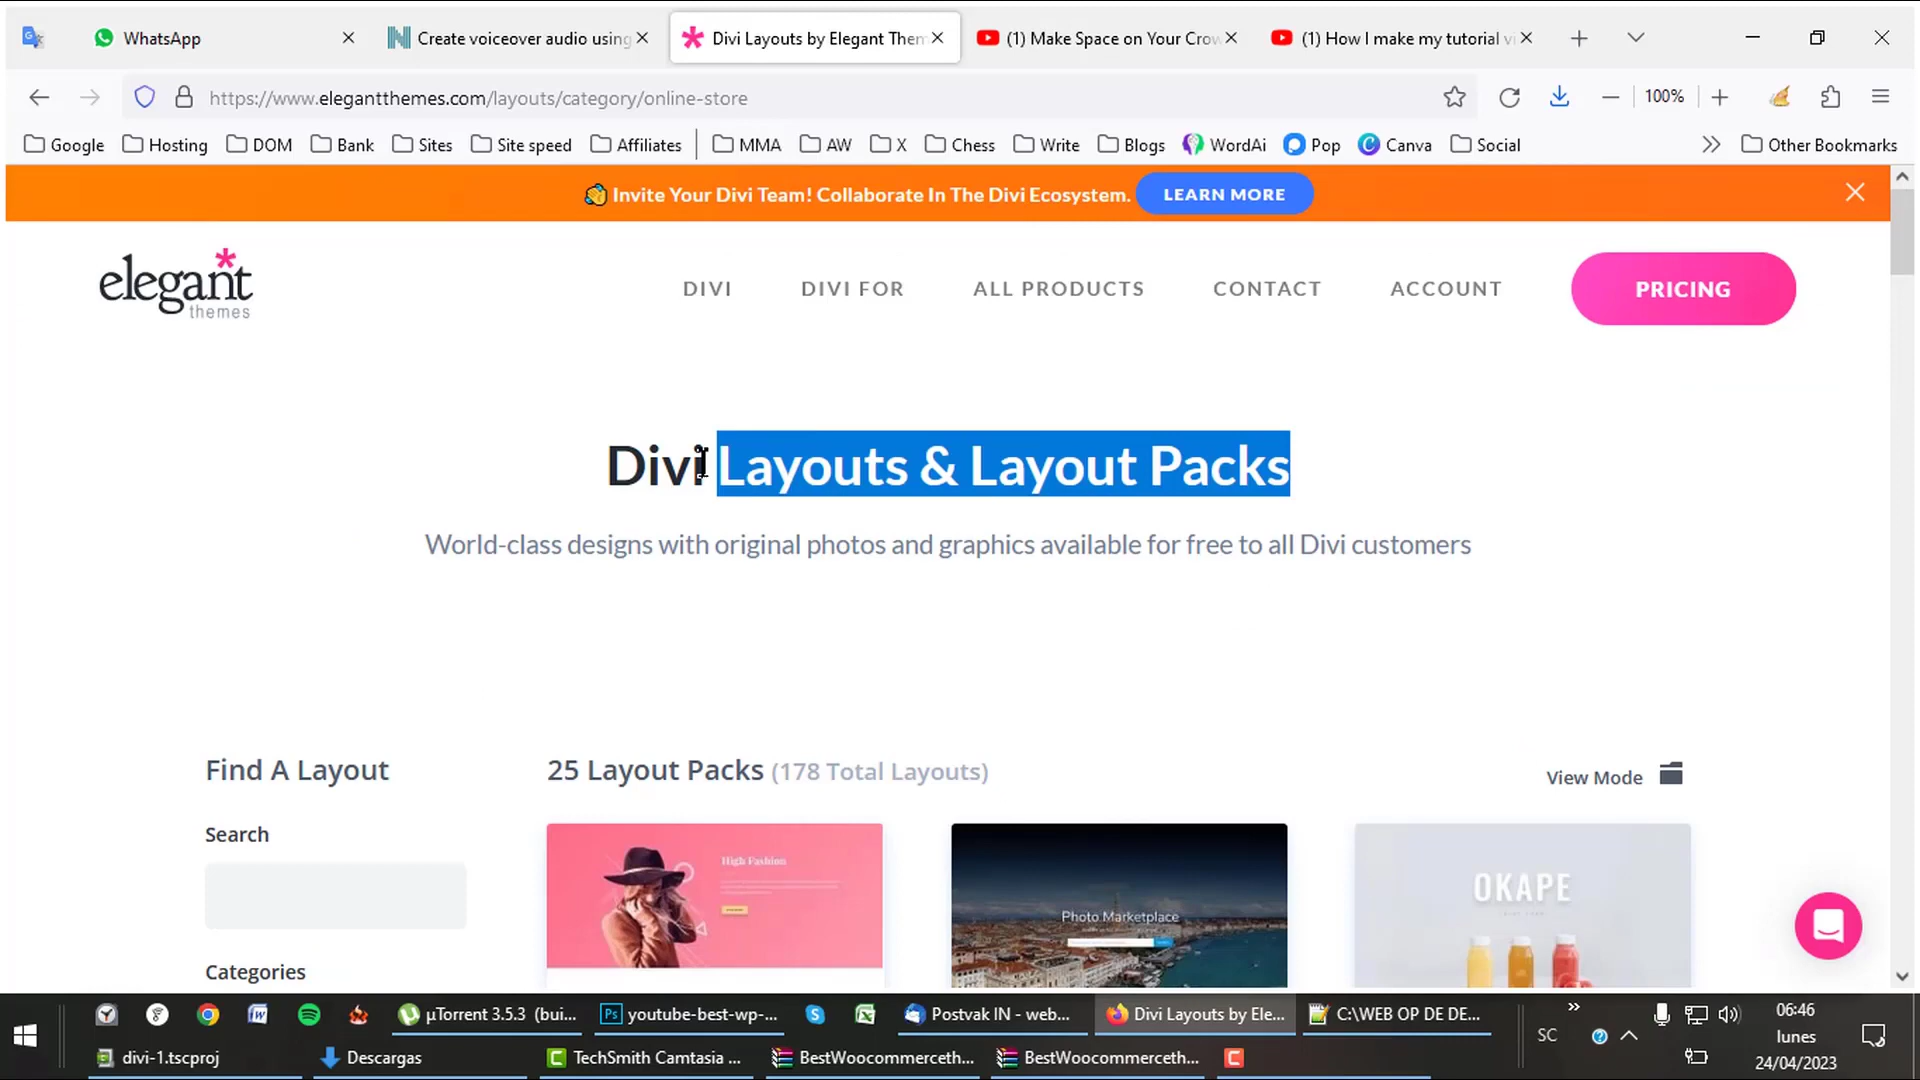 WhatsApp
Create voiceover audio using
Divi Layouts by Elegant Them
(1) Make Space on Your Crow
(1) How I make my tutorial vi
https://www.elegantthemes.com/layouts/category/online-store
100%
Google
Hosting
DOM
Bank
Sites
Site speed
Affiliates
MMA
AW
X
Chess
Write
Blogs
WordAi
Pop
Canva
Social
Other Bookmarks
Invite Your Divi Team! Collaborate In The Divi Ecosystem.
LEARN MORE
elegant
themes
DIVI
DIVI FOR
ALL PRODUCTS
CONTACT
ACCOUNT
PRICING
Divi Layouts & Layout Packs
World-class designs with original photos and graphics available for free to all Divi customers
Find A Layout
25 Layout Packs (178 Total Layouts)
View Mode
Search
Categories
High Fashion
Photo Marketplace
OKAPE
µTorrent 3.5.3 (bui...
Ps
youtube-best-wp-...
Postvak IN - web...
Divi Layouts by Ele...
C:\WEB OP DE DE...
SC
06:46
lunes
24/04/2023
divi-1.tscproj
Descargas
TechSmith Camtasia ...
BestWoocommerceth...
BestWoocommerceth...